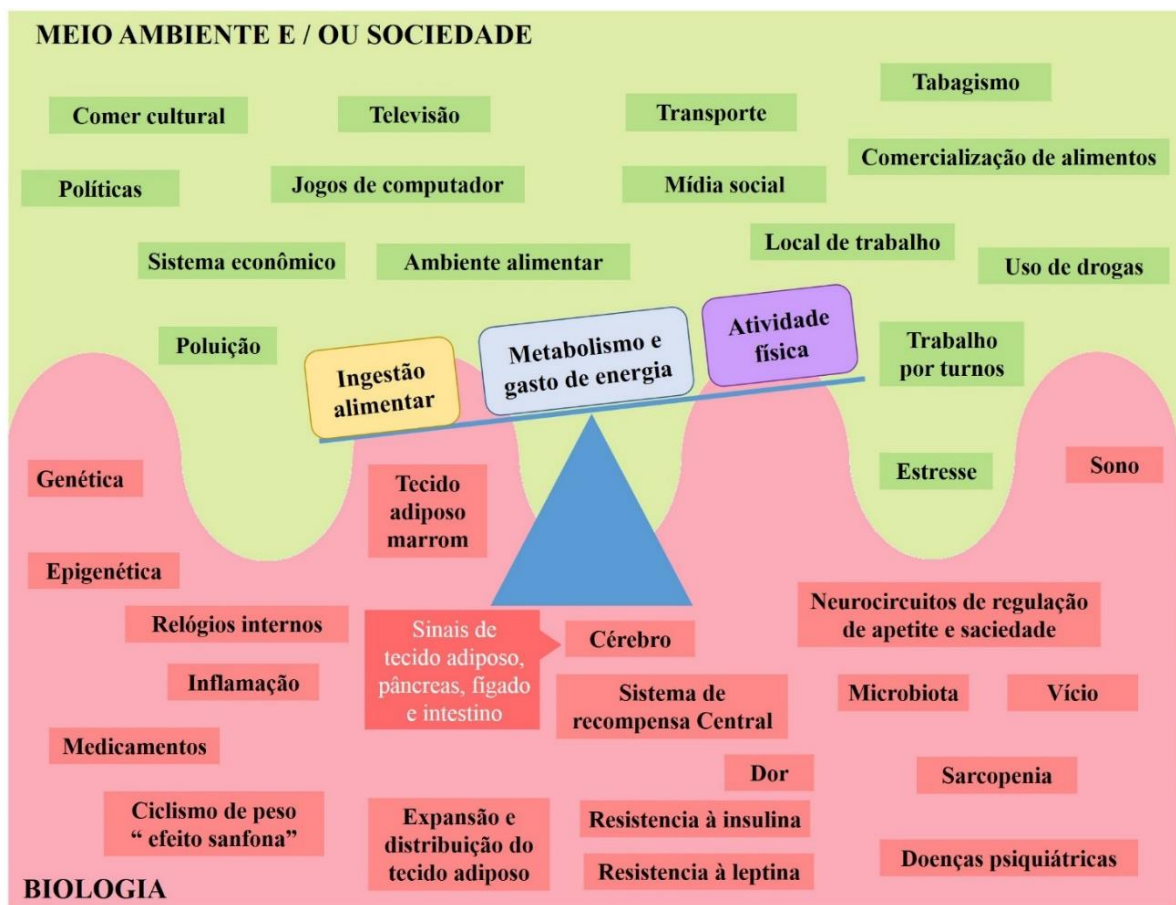 MEIO AMBIENTE E / OU SOCIEDADE
Tabagismo
Comer cultural
Televisão
Transporte
Comercialização de alimentos
Políticas
Jogos de computador
Mídia social
Local de trabalho
Sistema econômico
Ambiente alimentar
Uso de drogas
Poluição
Ingestão
alimentar
Metabolismo e
gasto de energia
Atividade
física
Trabalho
por turnos
Genética
Tecido
adiposo
marrom
Estresse
Sono
Epigenética
Relógios internos
Sinais de
tecido adiposo,
pâncreas, fígado
e intestino
Cérebro
Neurocircuitos de regulação
de apetite e saciedade
Inflamação
Sistema de
recompensa Central
Microbiota
Vício
Medicamentos
Dor
Sarcopenia
Ciclismo de peso
“ efeito sanfona”
Expansão e
distribuição do
tecido adiposo
Resistencia à insulina
Resistencia à leptina
Doenças psiquiátricas
BIOLOGIA